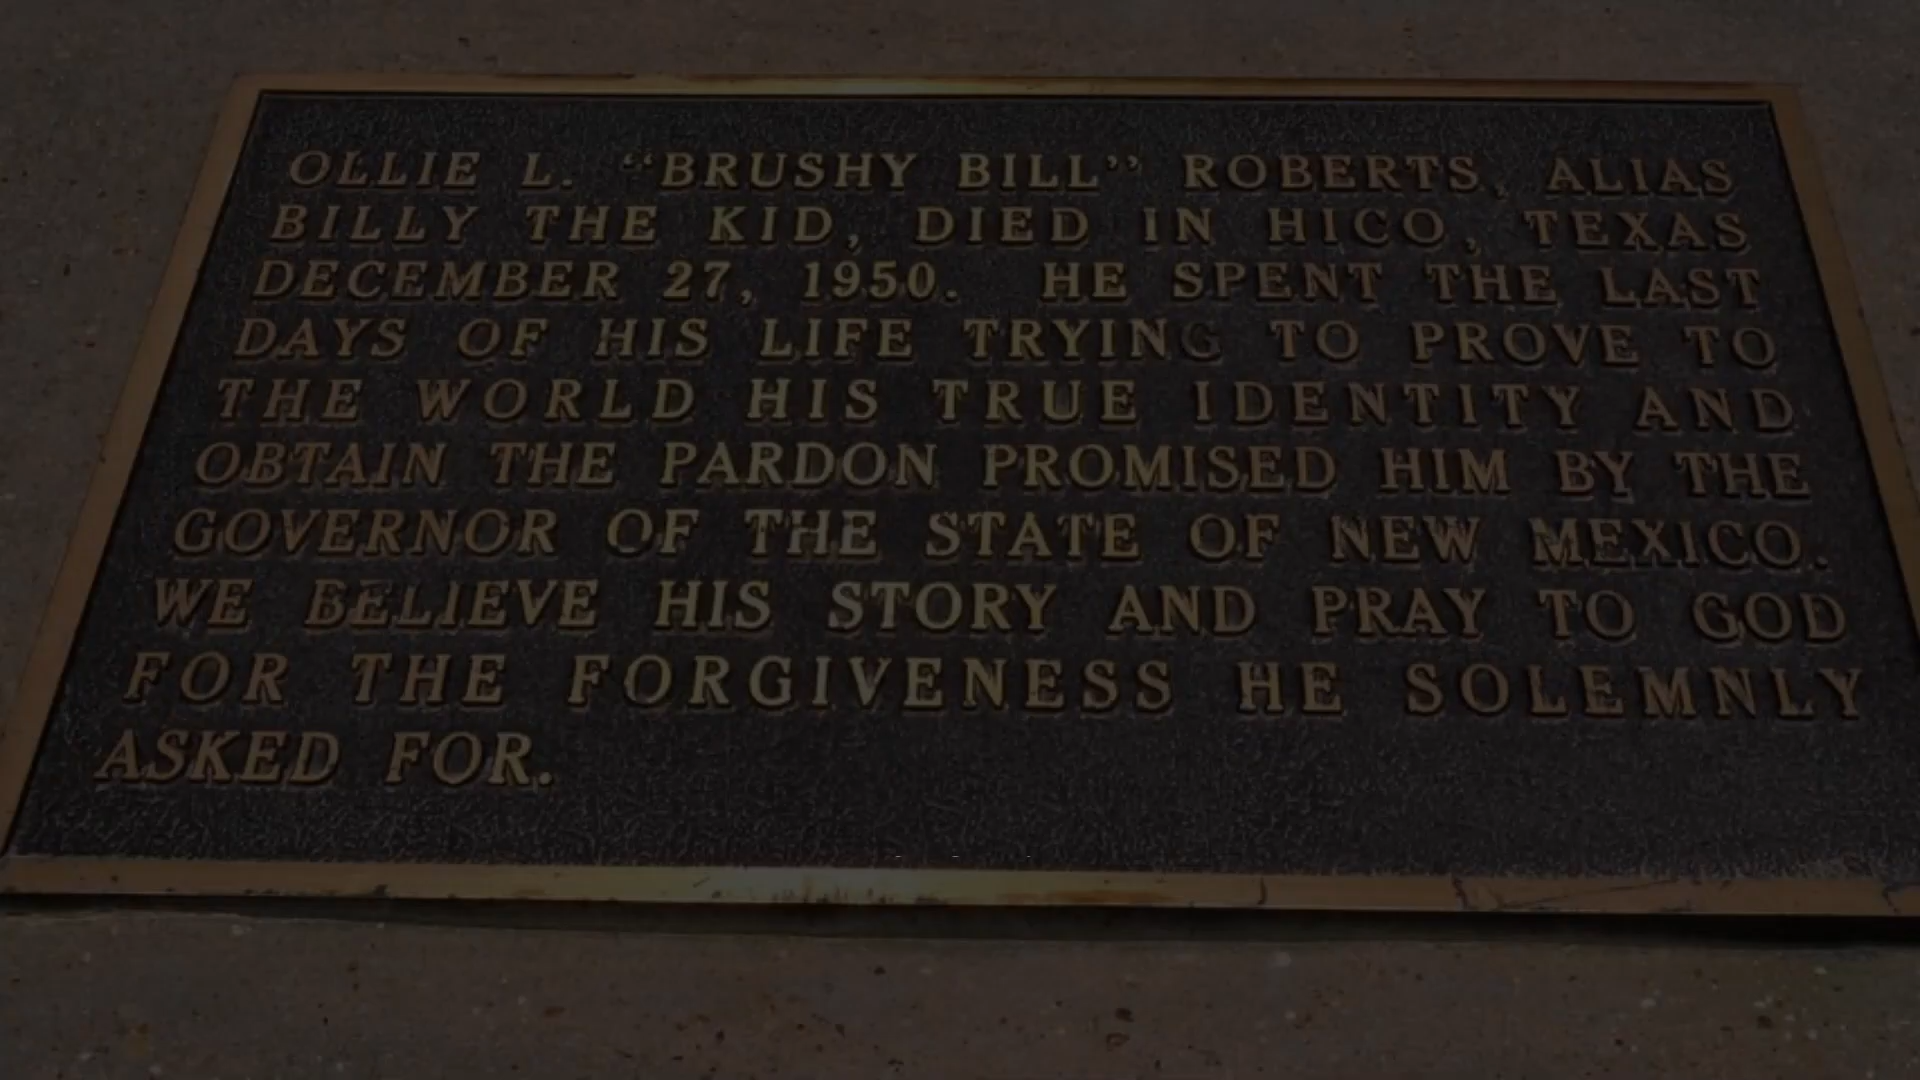 OLLIE L. “BRUSHY BILL” ROBERTS, ALIAS
BILLY THE KID, DIED IN HICO, TEXAS
DECEMBER 27, 1950. HE SPENT THE LAST
DAYS OF HIS LIFE TRYING TO PROVE TO
THE WORLD HIS TRUE IDENTITY AND
OBTAIN THE PARDON PROMISED HIM BY THE
GOVERNOR OF THE STATE OF NEW MEXICO.
WE BELIEVE HIS STORY AND PRAY TO GOD
FOR THE FORGIVENESS HE SOLEMNLY
ASKED FOR.